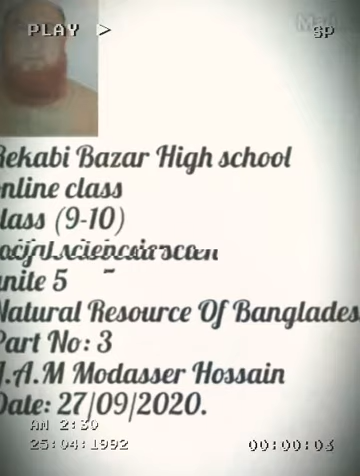 PLAY
SP
Rekabi Bazar High school
online class
class (9-10)
unite 5
Natural Resource Of Banglades
Part No: 3
J.A.M Modasser Hossain
Date: 27/09/2020.
AM 2:30
25:04:1992
00:00:03